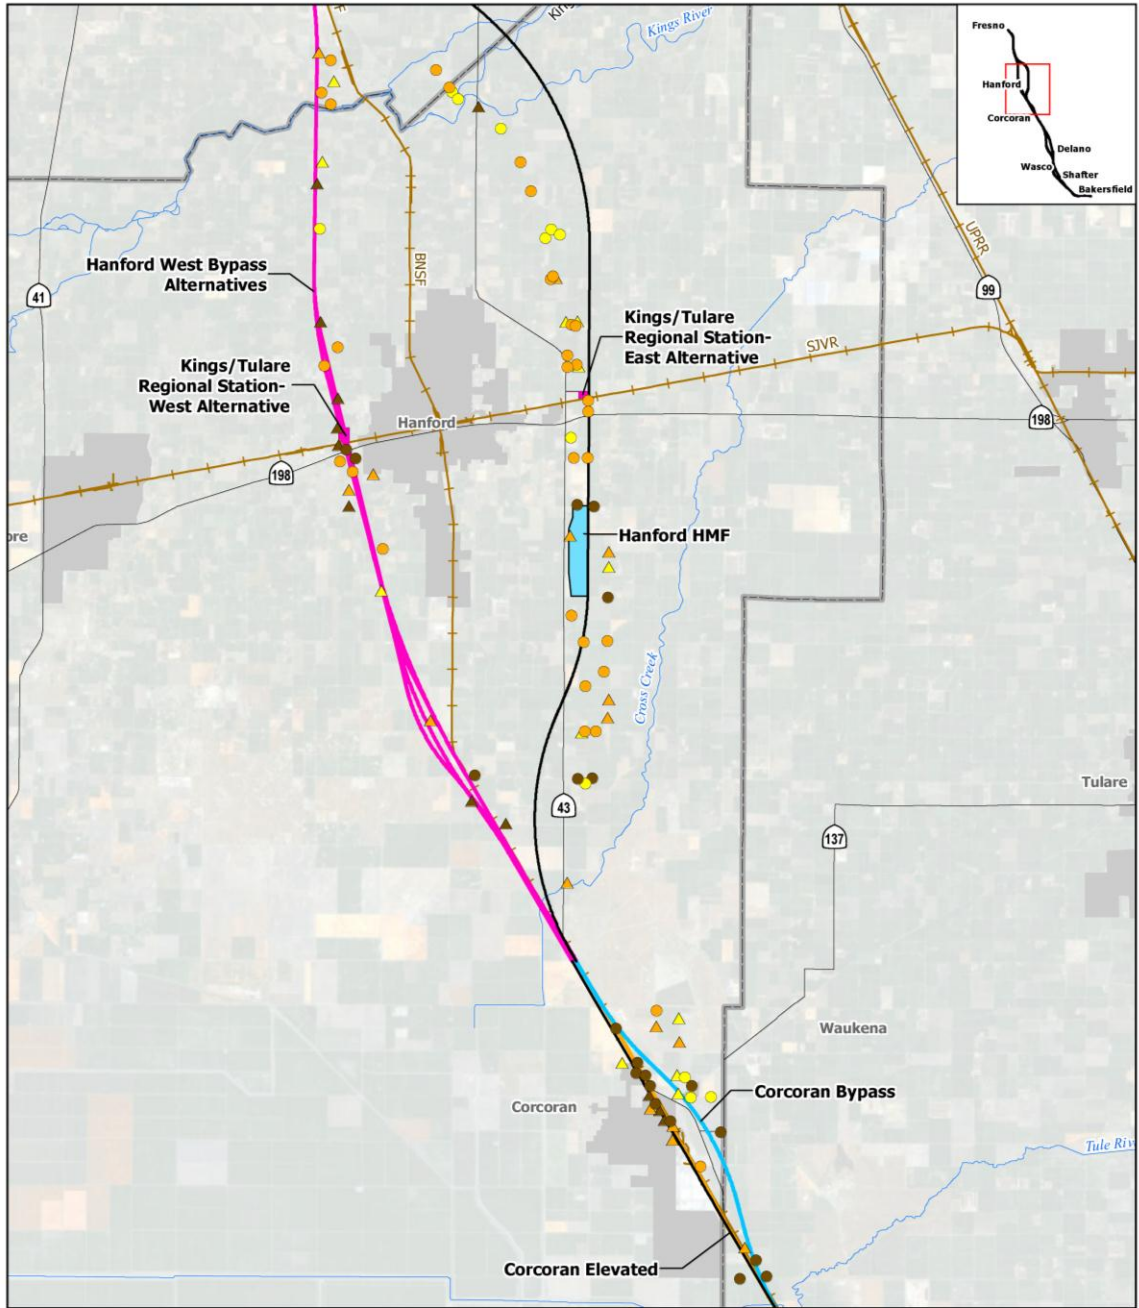 Kings River
Fresno
Hanford
Corcoran
Delano
Wasco
Shafter
Bakersfield
Hanford West Bypass
Alternatives
BNSF
UPRR
41
99
Kings/Tulare
Regional Station-
East Alternative
SJVR
Kings/Tulare
Regional Station-
West Alternative
Hanford
198
198
Hanford HMF
Cross Creek
Tulare
43
137
Waukena
Corcoran Bypass
Corcoran
Tule Riv
Corcoran Elevated